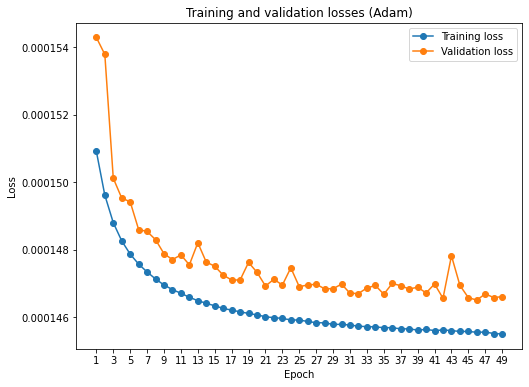 Training and validation losses (Adam)
Training loss
Validation loss
0.000154
0.000152
0.000150
0.000148
0.000146
Loss
1 3 5 7 9 11 13 15 17 19 21 23 25 27 29 31 33 35 37 39 41 43 45 47 49
Epoch